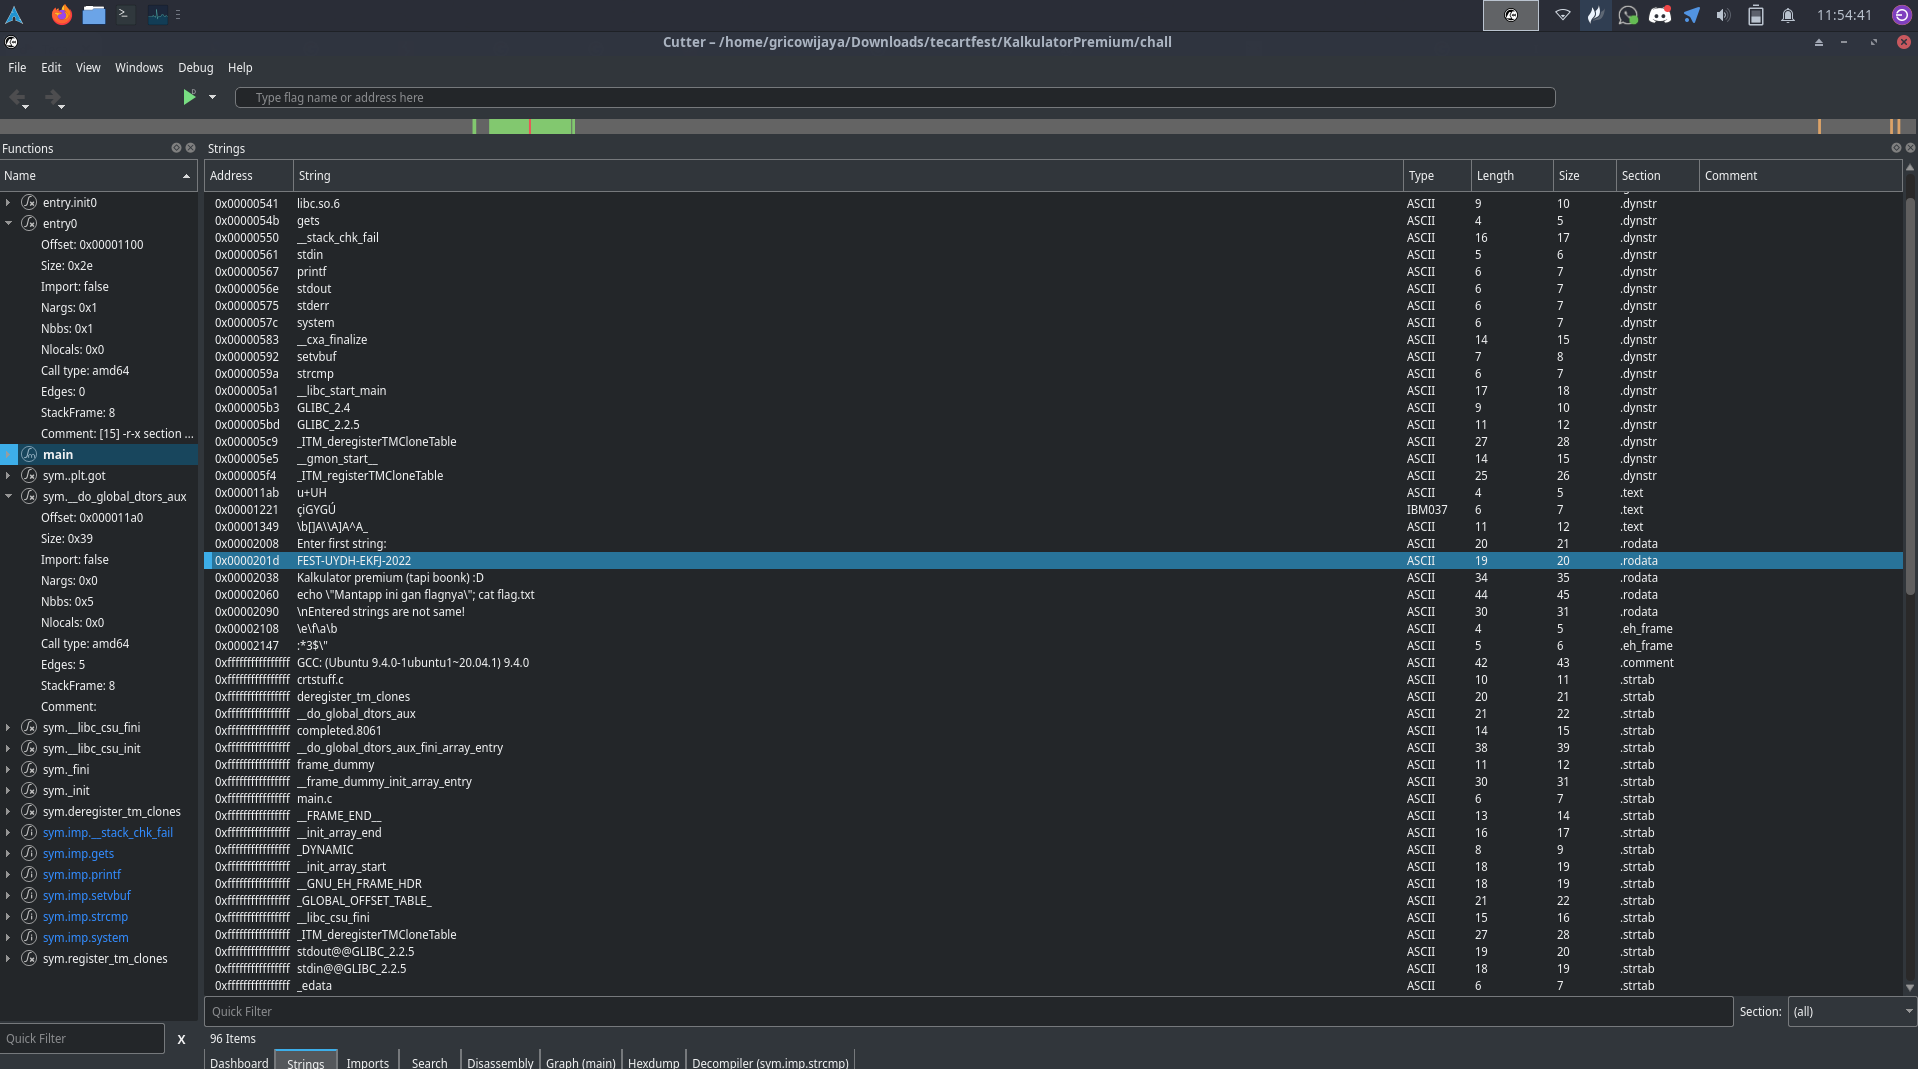 11:54:41
Cutter – /home/gricowijaya/Downloads/tecartfest/KalkulatorPremium/chall
File Edit View Windows Debug Help
Type flag name or address here
Functions
Name
entry.init0
entry0
Offset: 0x00001100
Size: 0x2e
Import: false
Nargs: 0x1
Nbbs: 0x1
Nlocals: 0x0
Call type: amd64
Edges: 0
StackFrame: 8
Comment: [15] -r-x section ...
main
sym..plt.got
sym.__do_global_dtors_aux
Offset: 0x000011a0
Size: 0x39
Import: false
Nargs: 0x0
Nbbs: 0x5
Nlocals: 0x0
Call type: amd64
Edges: 5
StackFrame: 8
Comment:
sym.__libc_csu_fini
sym.__libc_csu_init
sym._fini
sym._init
sym.deregister_tm_clones
sym.imp.__stack_chk_fail
sym.imp.gets
sym.imp.printf
sym.imp.setvbuf
sym.imp.strcmp
sym.imp.system
sym.register_tm_clones
Quick Filter X
Strings
Address String Type Length Size Section Comment
0x00000541 libc.so.6 ASCII 9 10 .dynstr
0x0000054b gets ASCII 4 5 .dynstr
0x00000550 __stack_chk_fail ASCII 16 17 .dynstr
0x00000561 stdin ASCII 5 6 .dynstr
0x00000567 printf ASCII 6 7 .dynstr
0x0000056e stdout ASCII 6 7 .dynstr
0x00000575 stderr ASCII 6 7 .dynstr
0x0000057c system ASCII 6 7 .dynstr
0x00000583 __cxa_finalize ASCII 14 15 .dynstr
0x00000592 setvbuf ASCII 7 8 .dynstr
0x0000059a strcmp ASCII 6 7 .dynstr
0x000005a1 __libc_start_main ASCII 17 18 .dynstr
0x000005b3 GLIBC_2.4 ASCII 9 10 .dynstr
0x000005bd GLIBC_2.2.5 ASCII 11 12 .dynstr
0x000005c9 _ITM_deregisterTMCloneTable ASCII 27 28 .dynstr
0x000005e5 __gmon_start__ ASCII 14 15 .dynstr
0x000005f4 _ITM_registerTMCloneTable ASCII 25 26 .dynstr
0x000011ab u+UH ASCII 4 5 .text
0x00001221 çiGYGÚ IBM037 6 7 .text
0x00001349 \b[]A\\A]A^A_ ASCII 11 12 .text
0x00002008 Enter first string: ASCII 20 21 .rodata
0x0000201d FEST-UYDH-EKFJ-2022 ASCII 19 20 .rodata
0x00002038 Kalkulator premium (tapi boonk) :D ASCII 34 35 .rodata
0x00002060 echo \"Mantapp ini gan flagnya\"; cat flag.txt ASCII 44 45 .rodata
0x00002090 \nEntered strings are not same! ASCII 30 31 .rodata
0x00002108 \e\f\a\b ASCII 4 5 .eh_frame
0x00002147 :*3$\" ASCII 5 6 .eh_frame
0xffffffffffffffff GCC: (Ubuntu 9.4.0-1ubuntu1~20.04.1) 9.4.0 ASCII 42 43 .comment
0xffffffffffffffff crtstuff.c ASCII 10 11 .strtab
0xffffffffffffffff deregister_tm_clones ASCII 20 21 .strtab
0xffffffffffffffff __do_global_dtors_aux ASCII 21 22 .strtab
0xffffffffffffffff completed.8061 ASCII 14 15 .strtab
0xffffffffffffffff __do_global_dtors_aux_fini_array_entry ASCII 38 39 .strtab
0xffffffffffffffff frame_dummy ASCII 11 12 .strtab
0xffffffffffffffff __frame_dummy_init_array_entry ASCII 30 31 .strtab
0xffffffffffffffff main.c ASCII 6 7 .strtab
0xffffffffffffffff __FRAME_END__ ASCII 13 14 .strtab
0xffffffffffffffff __init_array_end ASCII 16 17 .strtab
0xffffffffffffffff _DYNAMIC ASCII 8 9 .strtab
0xffffffffffffffff __init_array_start ASCII 18 19 .strtab
0xffffffffffffffff __GNU_EH_FRAME_HDR ASCII 18 19 .strtab
0xffffffffffffffff _GLOBAL_OFFSET_TABLE_ ASCII 21 22 .strtab
0xffffffffffffffff __libc_csu_fini ASCII 15 16 .strtab
0xffffffffffffffff _ITM_deregisterTMCloneTable ASCII 27 28 .strtab
0xffffffffffffffff stdout@@GLIBC_2.2.5 ASCII 19 20 .strtab
0xffffffffffffffff stdin@@GLIBC_2.2.5 ASCII 18 19 .strtab
0xffffffffffffffff _edata ASCII 6 7 .strtab
Quick Filter Section: (all)
96 Items
Dashboard Strings Imports Search Disassembly Graph (main) Hexdump Decompiler (sym.imp.strcmp)